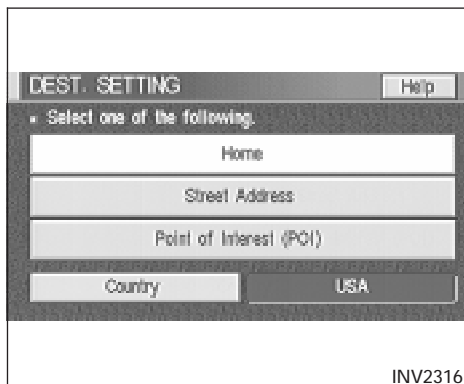 DEST. SETTING Help
▪ Select one of the following.
Home
Street Address
Point of Interest (POI)
Country USA
INV2316